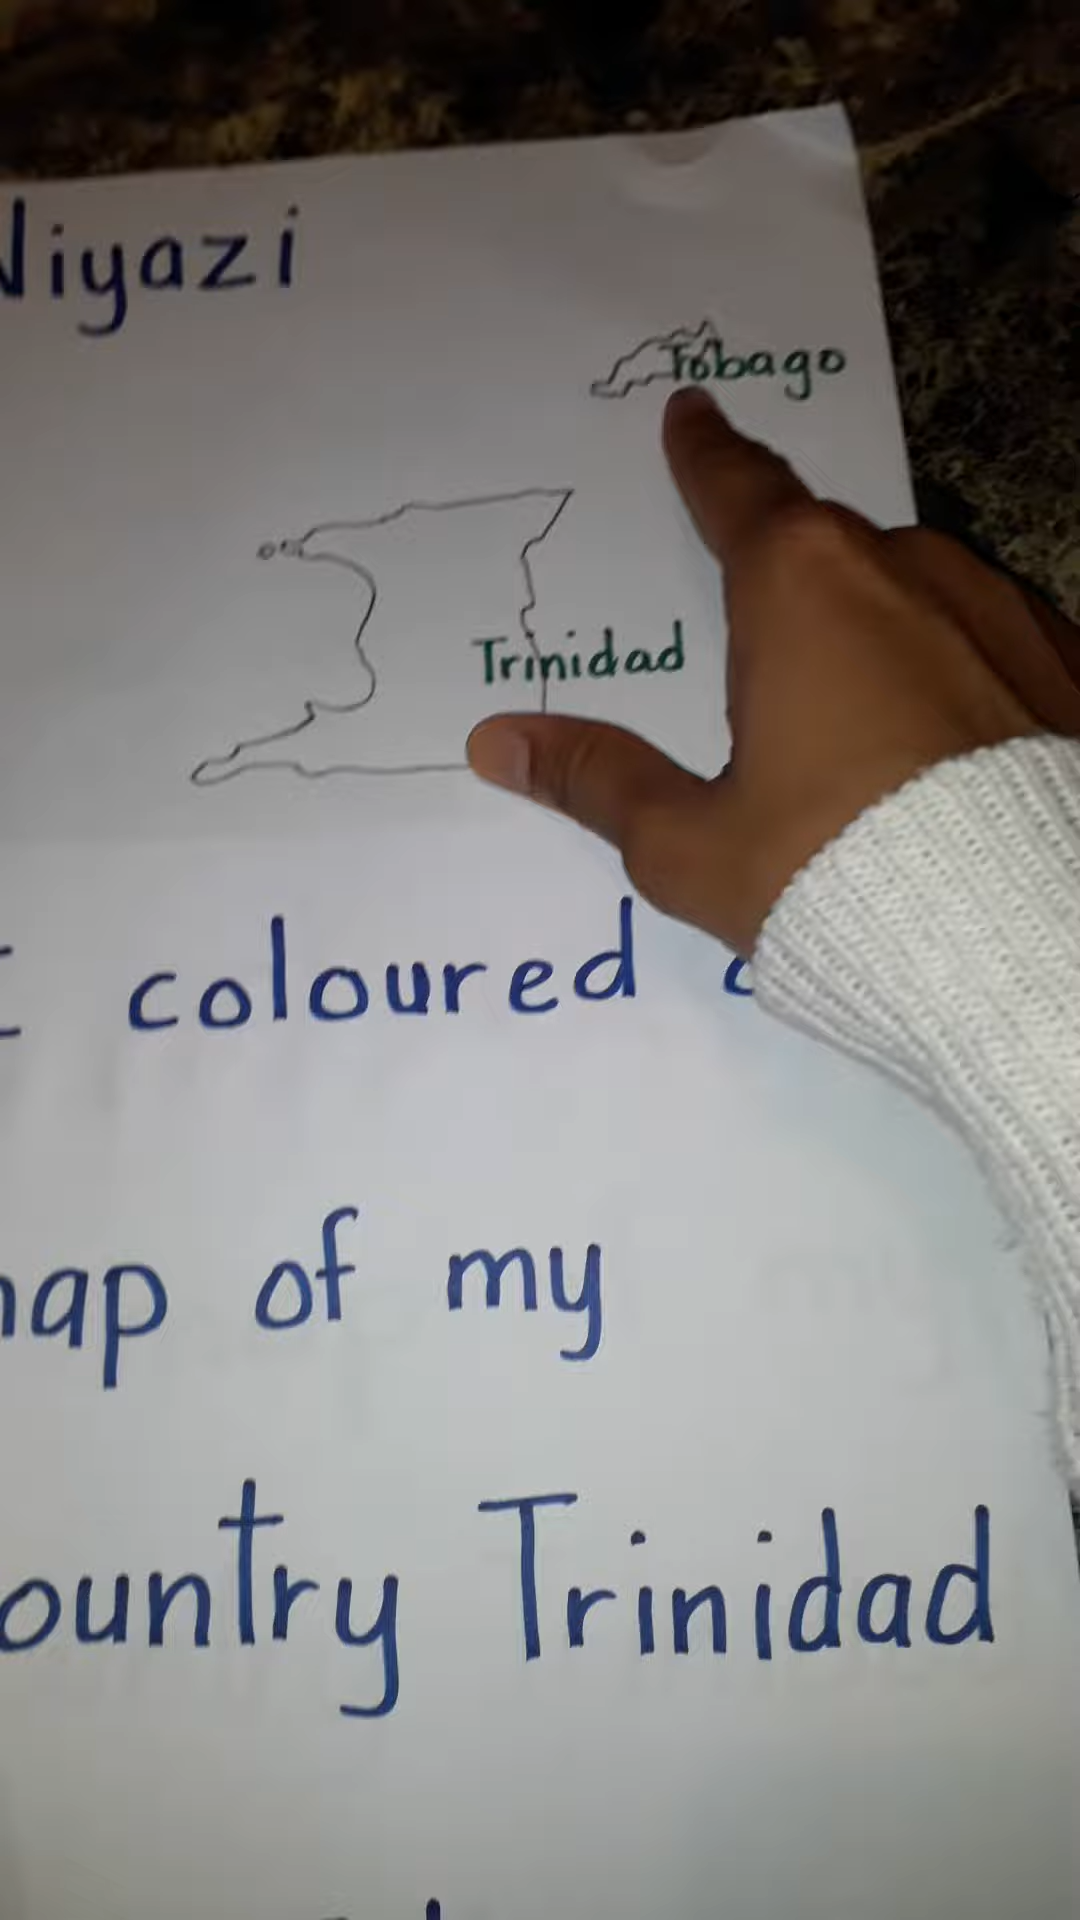 Niyazi
Tobago
Trinidad
I coloured
map of my
ountry Trinidad